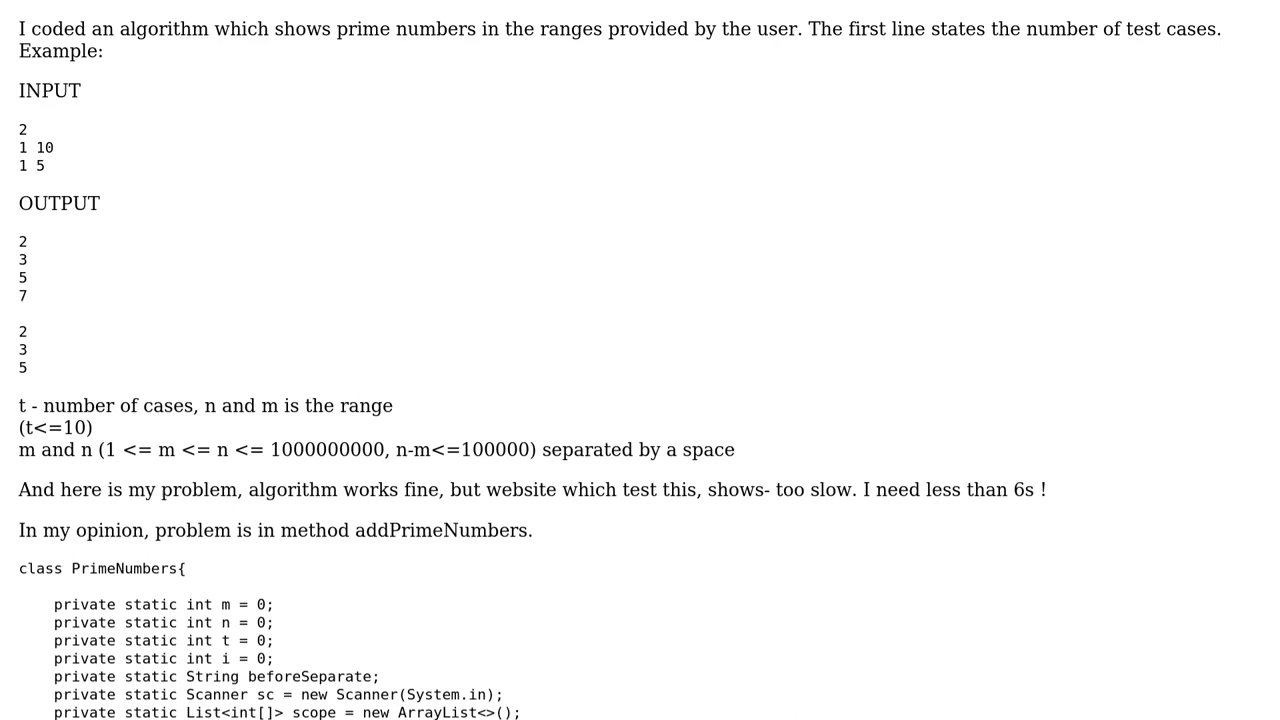 I coded an algorithm which shows prime numbers in the ranges provided by the user. The first line states the number of test cases.
Example:
INPUT
2
1 10
1 5
OUTPUT
2
3
5
7
2
3
5
t - number of cases, n and m is the range
(t<=10)
m and n (1 <= m <= n <= 1000000000, n-m<=100000) separated by a space
And here is my problem, algorithm works fine, but website which test this, shows- too slow. I need less than 6s !
In my opinion, problem is in method addPrimeNumbers.
class PrimeNumbers{
    private static int m = 0;
    private static int n = 0;
    private static int t = 0;
    private static int i = 0;
    private static String beforeSeparate;
    private static Scanner sc = new Scanner(System.in);
    private static List<int[]> scope = new ArrayList<>();